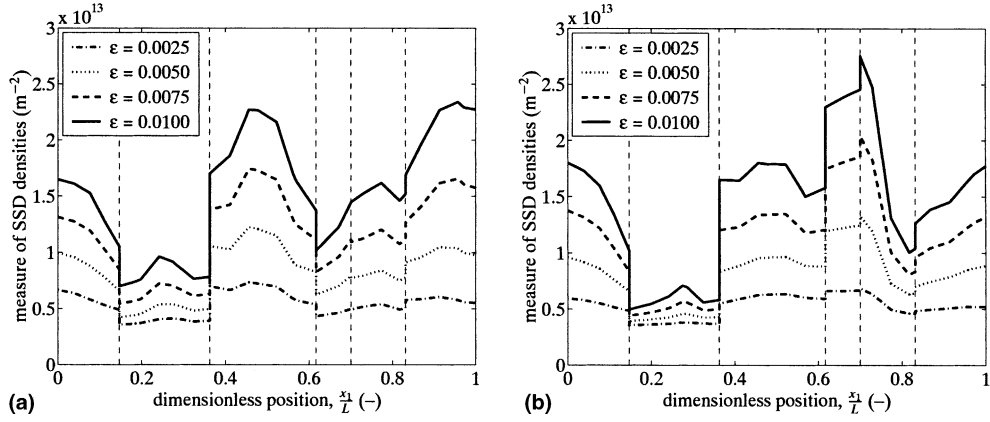 x 10^13
3
2.5
2
1.5
1
0.5
0
measure of SSD densities (m^-2)
ε = 0.0025
ε = 0.0050
ε = 0.0075
ε = 0.0100
0 0.2 0.4 0.6 0.8 1
dimensionless position, x₁/L (–)
(a)
x 10^13
3
2.5
2
1.5
1
0.5
0
measure of SSD densities (m^-2)
ε = 0.0025
ε = 0.0050
ε = 0.0075
ε = 0.0100
0 0.2 0.4 0.6 0.8 1
dimensionless position, x₁/L (–)
(b)